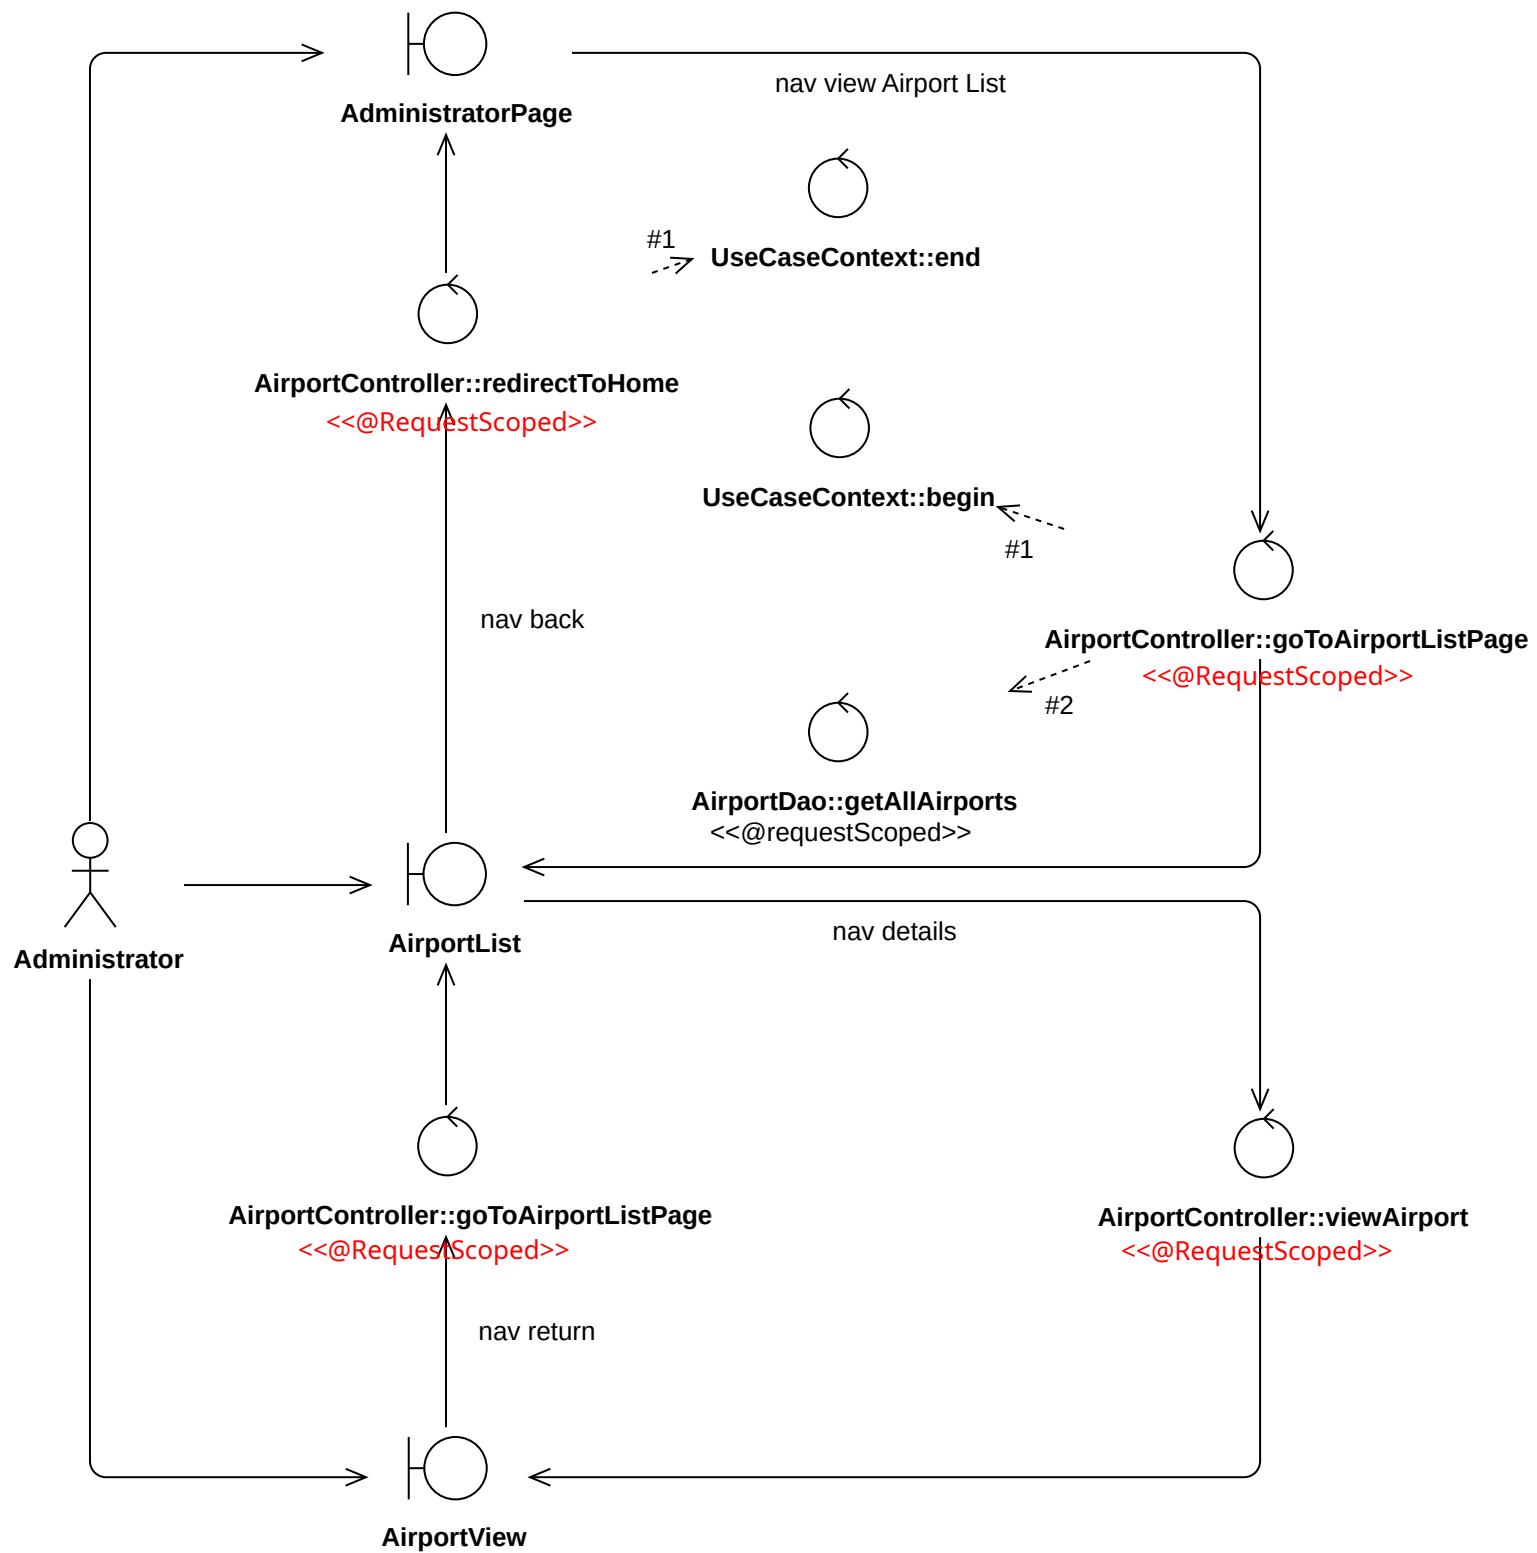 AdministratorPage
nav view Airport List
#1
UseCaseContext::end
AirportController::redirectToHome
<<@RequestScoped>>
UseCaseContext::begin
#1
nav back
AirportController::goToAirportListPage
<<@RequestScoped>>
#2
AirportDao::getAllAirports
<<@requestScoped>>
Administrator
AirportList
nav details
AirportController::goToAirportListPage
<<@RequestScoped>>
AirportController::viewAirport
<<@RequestScoped>>
nav return
AirportView